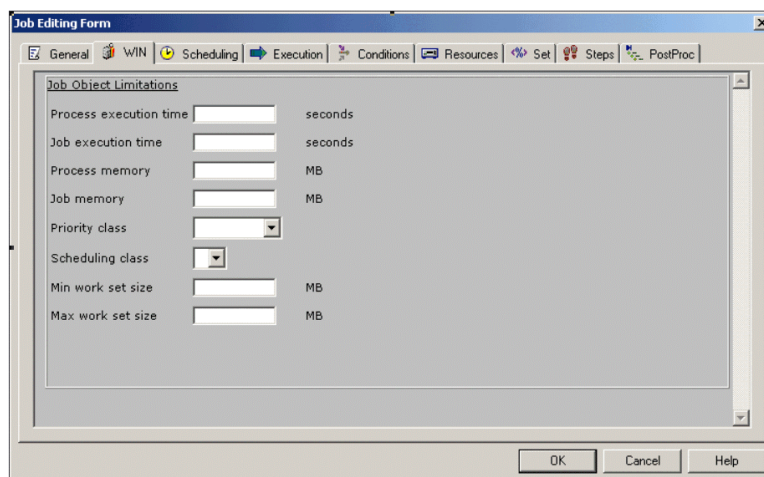 Job Editing Form
General WIN Scheduling Execution Conditions Resources Set Steps PostProc
Job Object Limitations
Process execution time seconds
Job execution time seconds
Process memory MB
Job memory MB
Priority class
Scheduling class
Min work set size MB
Max work set size MB
OK Cancel Help